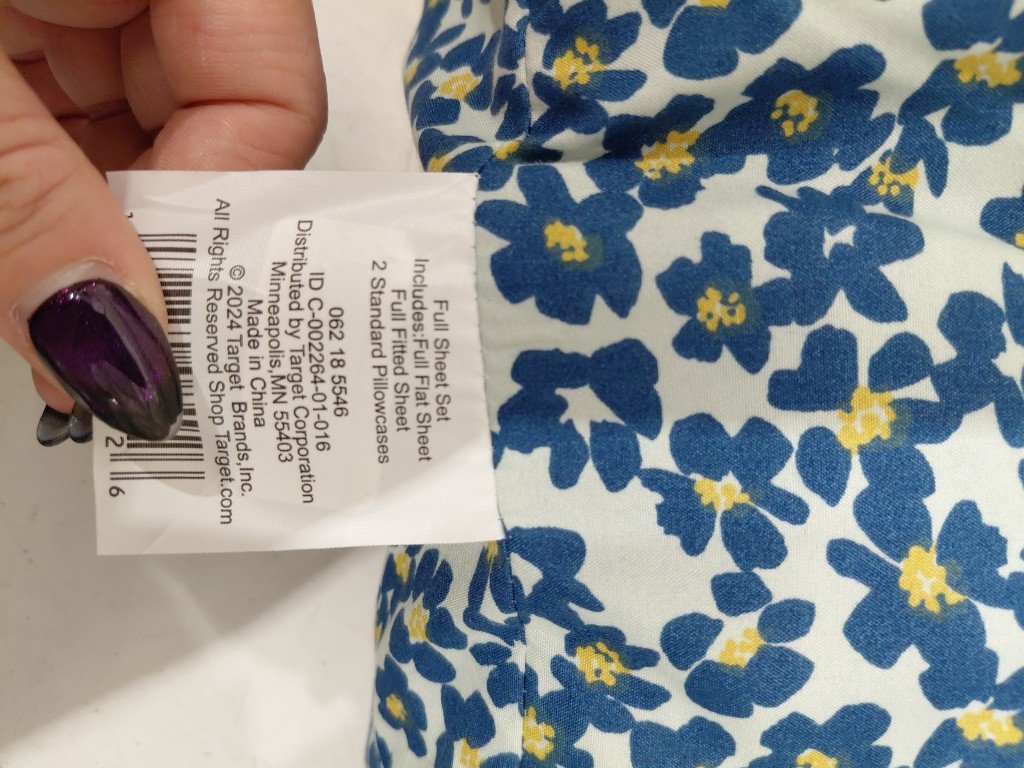 Full Sheet Set
Includes:Full Flat Sheet
Full Fitted Sheet
2 Standard Pillowcases
062 18 5546
ID C-002264-01-016
Distributed by Target Corporation
Minneapolis,MN 55403
Made in China
© 2024 Target Brands,Inc.
All Rights Reserved Shop Target.com